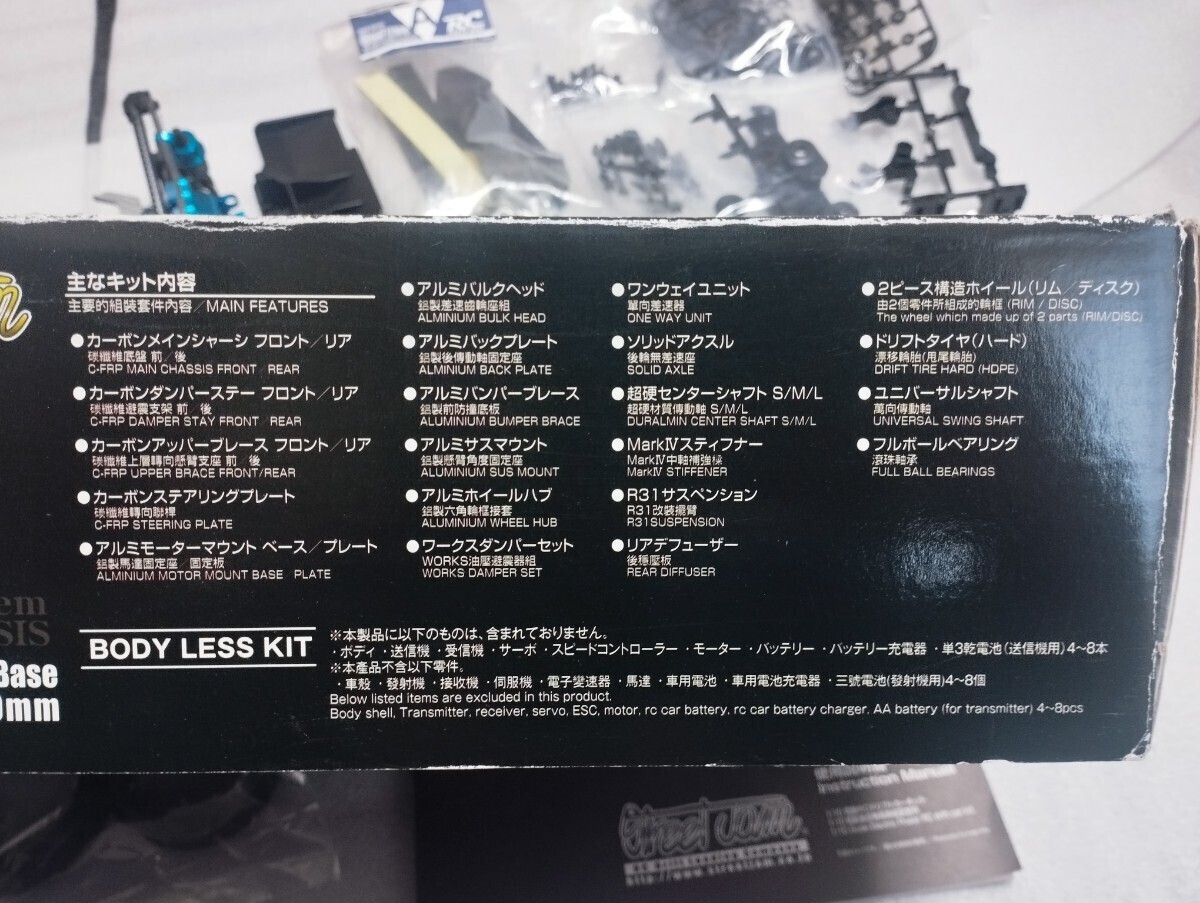 RC
主なキット内容
主要的組裝套件內容／MAIN FEATURES
●カーボンメインシャーシ フロント／リア
碳纖維底盤 前／後
C-FRP MAIN CHASSIS FRONT／REAR
●カーボンダンパーステー フロント／リア
碳纖維避震支架 前／後
C-FRP DAMPER STAY FRONT／REAR
●カーボンアッパーブレース フロント／リア
碳纖維上層轉向懸臂支座 前／後
C-FRP UPPER BRACE FRONT/REAR
●カーボンステアリングプレート
碳纖維轉向聯桿
C-FRP STEERING PLATE
●アルミモーターマウント ベース／プレート
鋁製馬達固定座／固定板
ALMINIUM MOTOR MOUNT BASE／PLATE
●アルミバルクヘッド
鋁製差速齒輪座組
ALMINIUM BULK HEAD
●アルミバックプレート
鋁製後傳動軸固定座
ALMINIUM BACK PLATE
●アルミバンパーブレース
鋁製前防撞底板
ALUMINIUM BUMPER BRACE
●アルミサスマウント
鋁製懸臂角度固定座
ALUMINIUM SUS MOUNT
●アルミホイールハブ
鋁製六角輪框接套
ALUMINIUM WHEEL HUB
●ワークスダンパーセット
WORKS油壓避震器組
WORKS DAMPER SET
●ワンウェイユニット
單向差速器
ONE WAY UNIT
●ソリッドアクスル
後輪無差速座
SOLID AXLE
●超硬センターシャフト S/M/L
超硬材質傳動軸 S/M/L
DURALMIN CENTER SHAFT S/M/L
●MarkⅣスティフナー
MarkⅣ中軸補強樑
MarkⅣ STIFFENER
●R31サスペンション
R31改裝擺臂
R31SUSPENSION
●リアデフューザー
後穩壓板
REAR DIFFUSER
●2ピース構造ホイール(リム／ディスク)
由2個零件所組成的輪框 (RIM / DISC)
The wheel which made up of 2 parts (RIM/DISC)
●ドリフトタイヤ(ハード)
漂移輪胎(甩尾輪胎)
DRIFT TIRE HARD (HDPE)
●ユニバーサルシャフト
萬向傳動軸
UNIVERSAL SWING SHAFT
●フルボールベアリング
滾珠軸承
FULL BALL BEARINGS
em
SIS
Base
0mm
BODY LESS KIT
※本製品に以下のものは、含まれておりません。
・ボディ・送信機・受信機・サーボ・スピードコントローラー・モーター・バッテリー・バッテリー充電器・単3乾電池(送信機用)4～8本
※本產品不含以下零件。
・車殼・發射機・接收機・伺服機・電子變速器・馬達・車用電池・車用電池充電器・三號電池(發射機用)4～8個
Below listed items are excluded in this product.
Body shell, Transmitter, receiver, servo, ESC, motor, rc car battery, rc car battery charger, AA battery (for transmitter) 4～8pcs
Instruction Manual
Street Jam
http://www.streetjam.co.jp